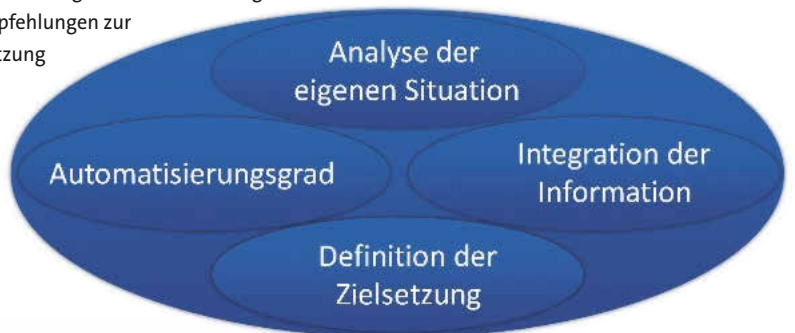 pfehlungen zur
tzung
Analyse der
eigenen Situation
Automatisierungsgrad
Integration der
Information
Definition der
Zielsetzung